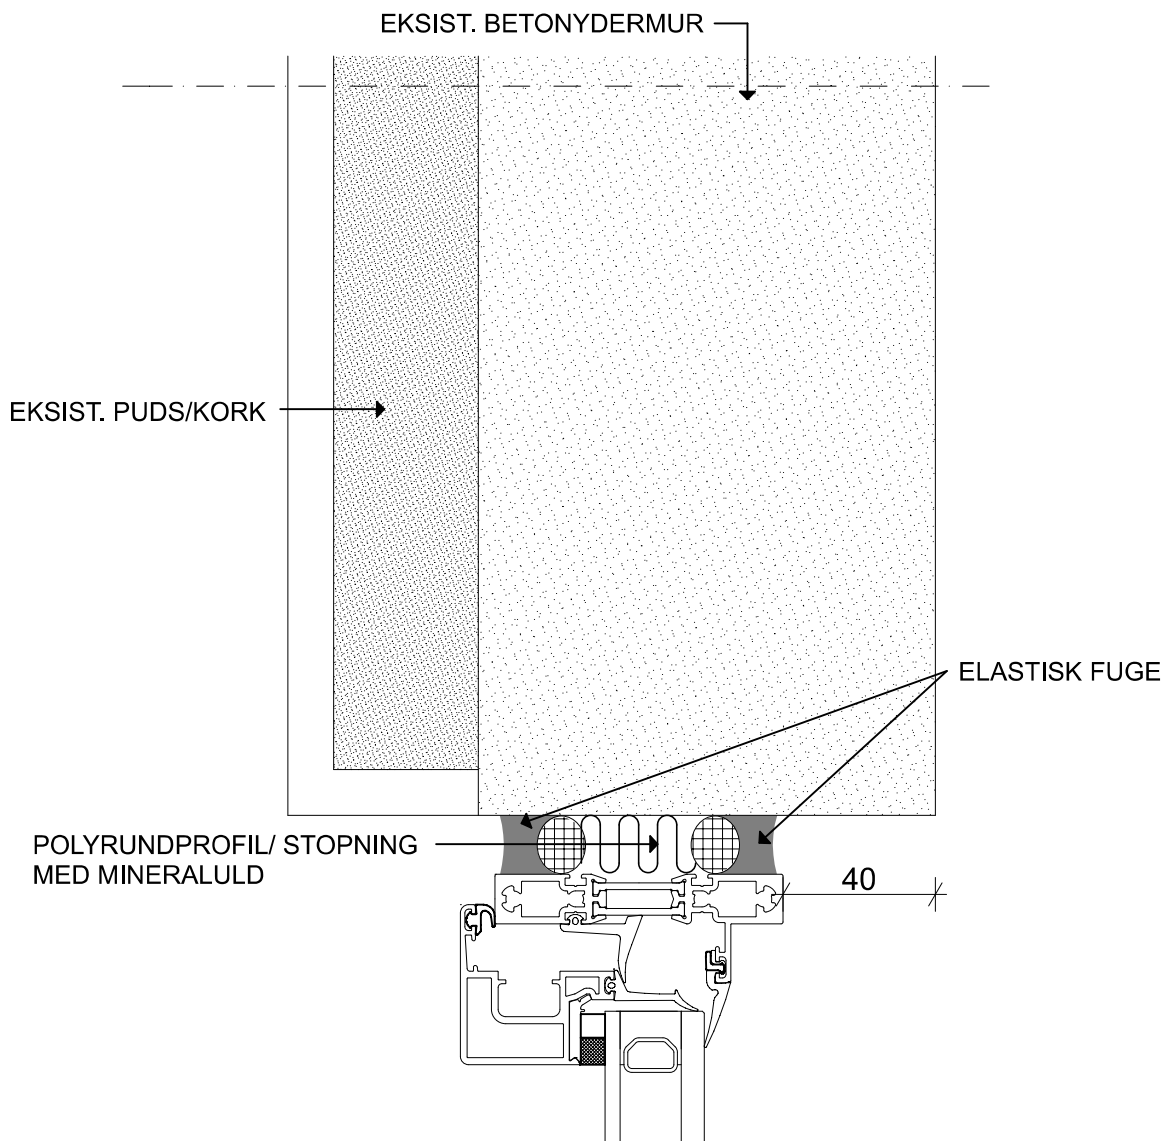 EKSIST. BETONYDERMUR
EKSIST. PUDS/KORK
ELASTISK FUGE
POLYRUNDPROFIL/ STOPNING
MED MINERALULD
40